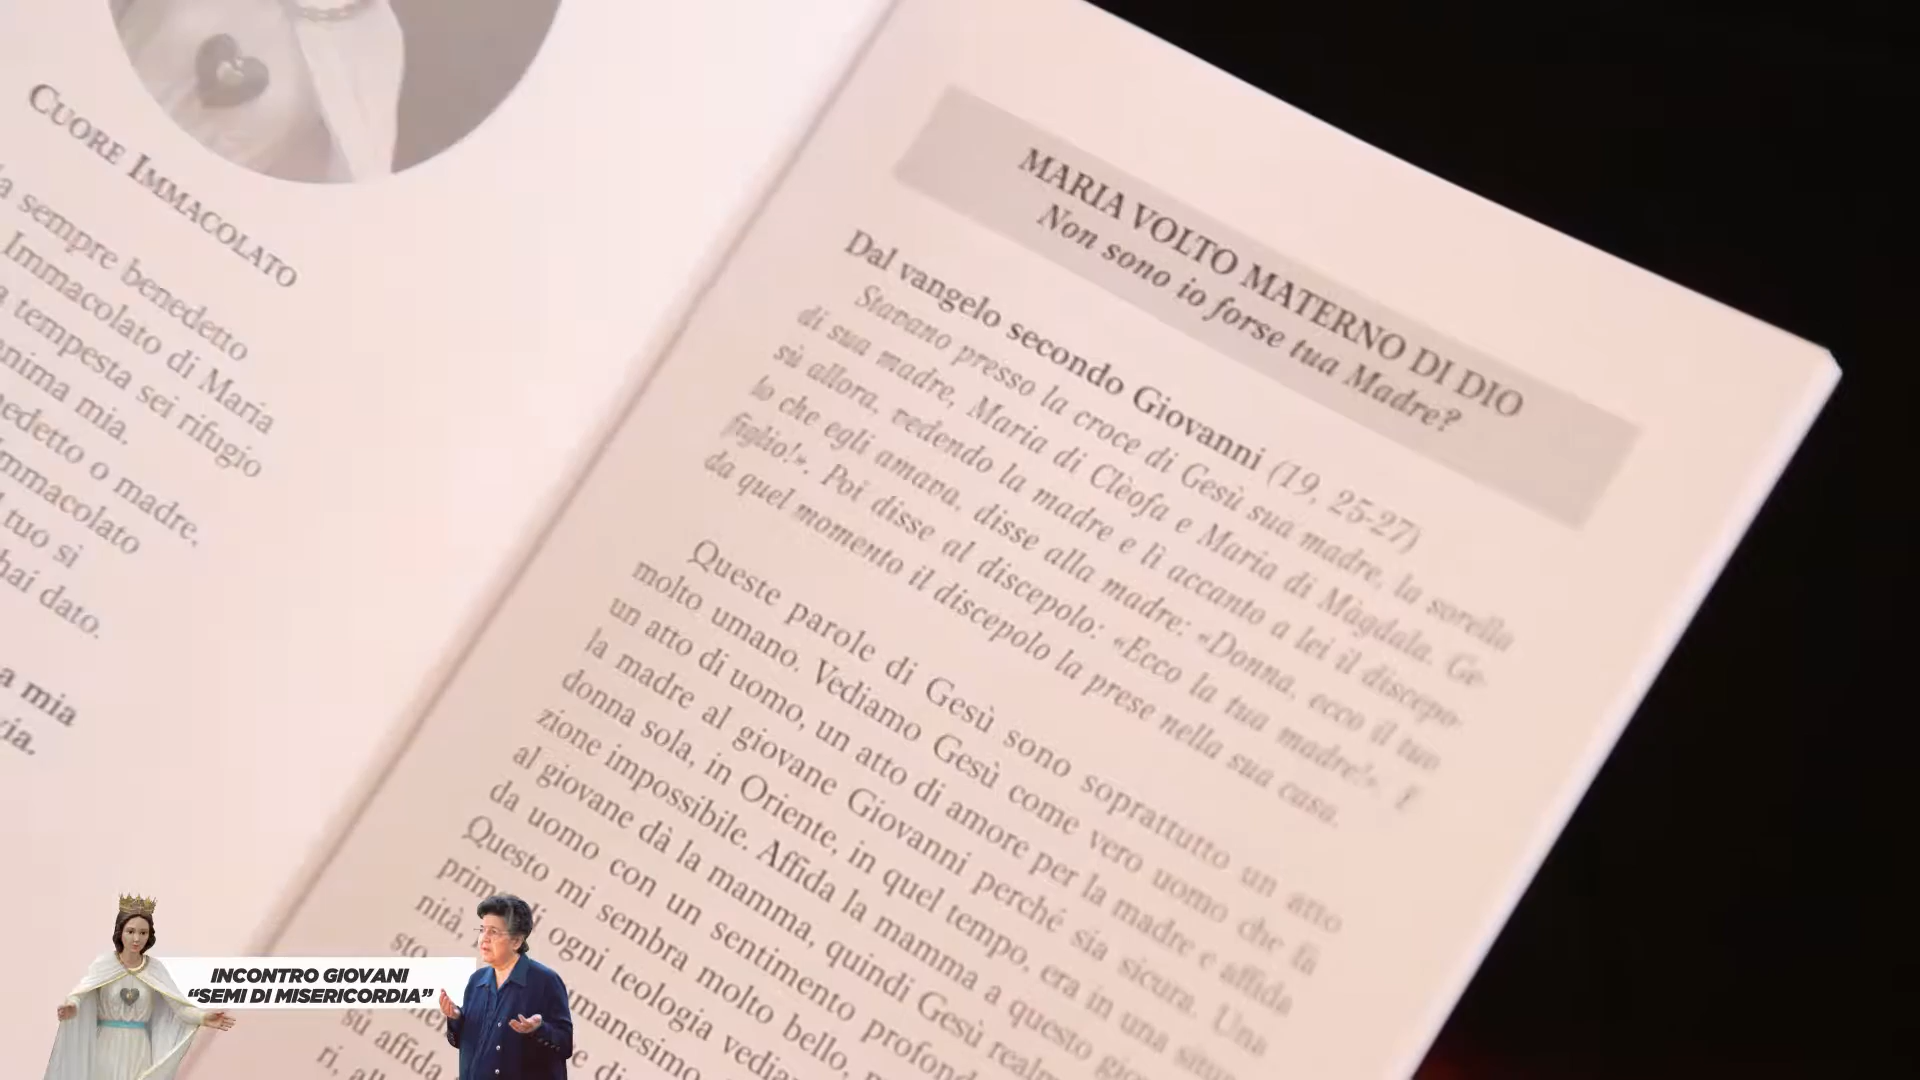 CUORE IMMACOLATO
sempre benedetto
Immacolato di Maria
tempesta sei rifugio
anima mia.
benedetto o madre,
Immacolato
tuo si
hai dato.
a mia
via.
MARIA VOLTO MATERNO DI DIO
Non sono io forse tua Madre?
Dal vangelo secondo Giovanni (19, 25-27)
Stavano presso la croce di Gesù sua madre, la sorella
di sua madre, Maria di Clèofa e Maria di Màgdala. Ge-
sù allora, vedendo la madre e lì accanto a lei il discepo-
lo che egli amava, disse alla madre: «Donna, ecco il tuo
figlio!». Poi disse al discepolo: «Ecco la tua madre!». E
da quel momento il discepolo la prese nella sua casa.
Queste parole di Gesù sono soprattutto un atto
molto umano. Vediamo Gesù come vero uomo che fa
un atto di uomo, un atto di amore per la madre e affida
la madre al giovane Giovanni perché sia sicura. Una
donna sola, in Oriente, in quel tempo, era in una situa-
zione impossibile. Affida la mamma a questo
al giovane dà la mamma, quindi Gesù
da uomo con un sentimento
Questo mi sembra molto bello,
di ogni teologia
nità,
sù affida
ri,
INCONTRO GIOVANI
“SEMI DI MISERICORDIA”